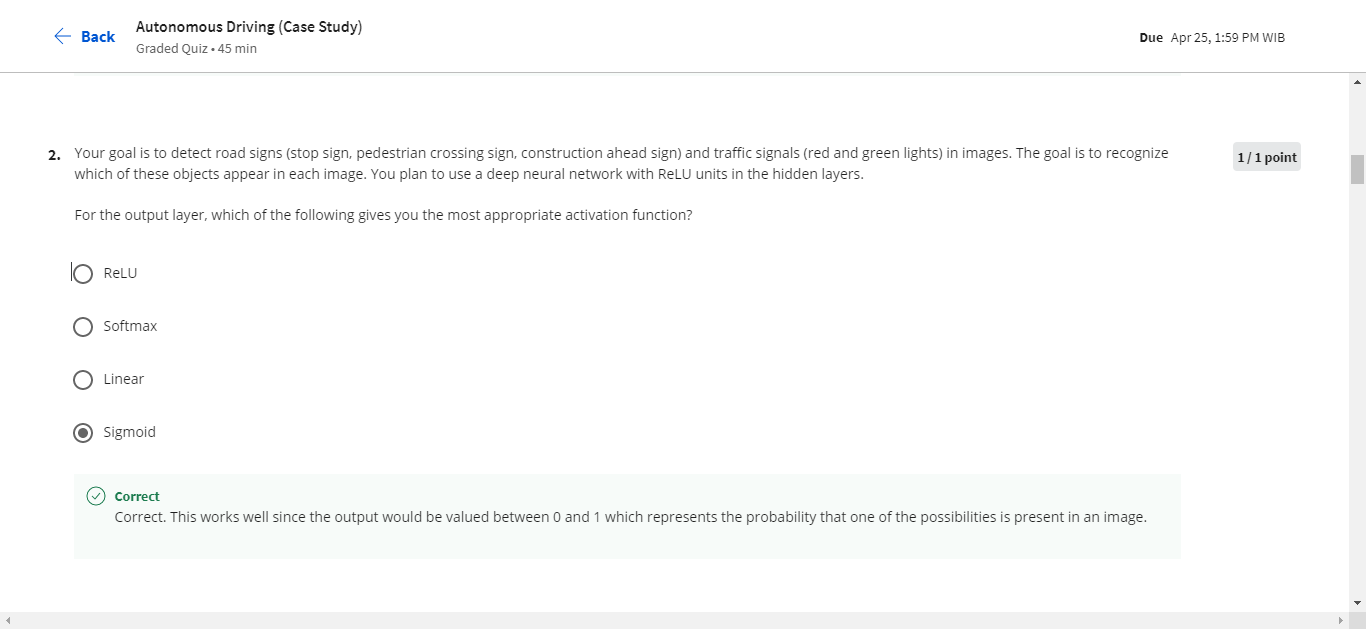 Back
Autonomous Driving (Case Study)
Graded Quiz • 45 min
Due Apr 25, 1:59 PM WIB
2. Your goal is to detect road signs (stop sign, pedestrian crossing sign, construction ahead sign) and traffic signals (red and green lights) in images. The goal is to recognize
which of these objects appear in each image. You plan to use a deep neural network with ReLU units in the hidden layers.
1 / 1 point
For the output layer, which of the following gives you the most appropriate activation function?
ReLU
Softmax
Linear
Sigmoid
Correct
Correct. This works well since the output would be valued between 0 and 1 which represents the probability that one of the possibilities is present in an image.